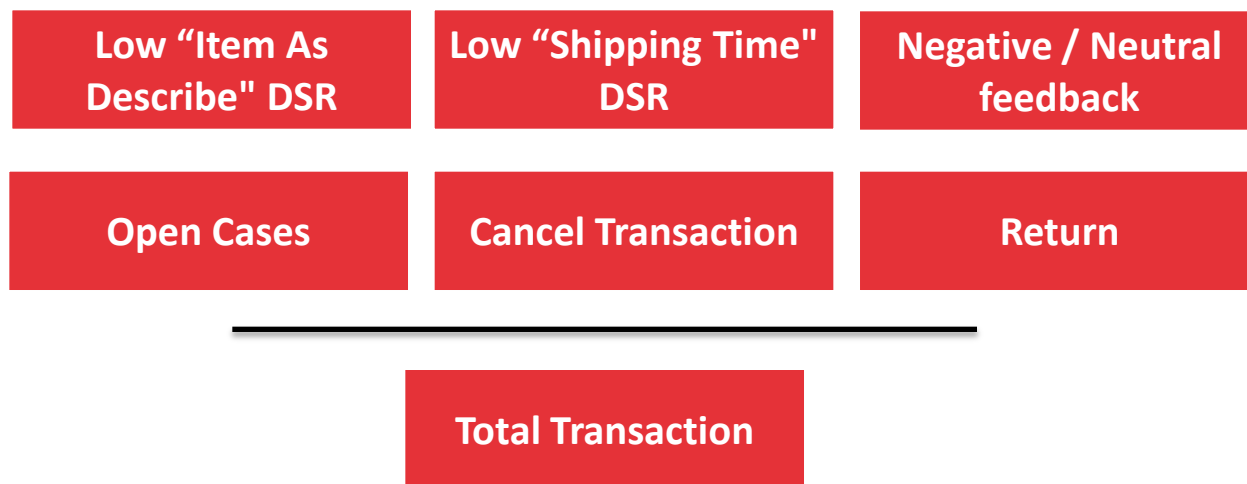 Low “Item As
Describe" DSR
Low “Shipping Time"
DSR
Negative / Neutral
feedback
Open Cases
Cancel Transaction
Return
Total Transaction